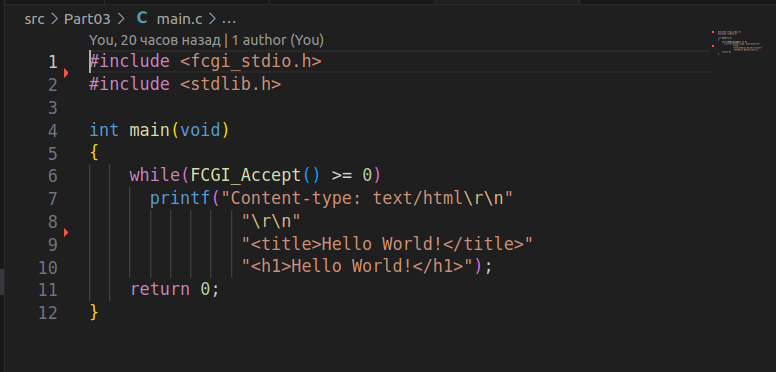 src > Part03 > C main.c > ...
You, 20 часов назад | 1 author (You)
1 #include <fcgi_stdio.h>
2 #include <stdlib.h>
3
4 int main(void)
5 {
6 while(FCGI_Accept() >= 0)
7 printf("Content-type: text/html\r\n"
8 "\r\n"
9 "<title>Hello World!</title>"
10 "<h1>Hello World!</h1>");
11 return 0;
12 }